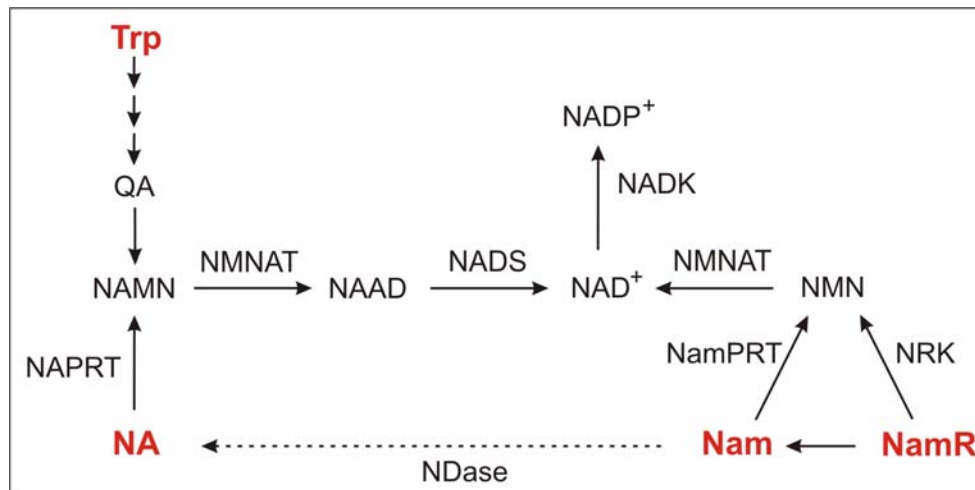 Trp
NADP⁺
QA
NADK
NMNAT
NADS
NMNAT
NAMN
NAAD
NAD⁺
NMN
NAPRT
NamPRT
NRK
NA
Nam
NamR
NDase